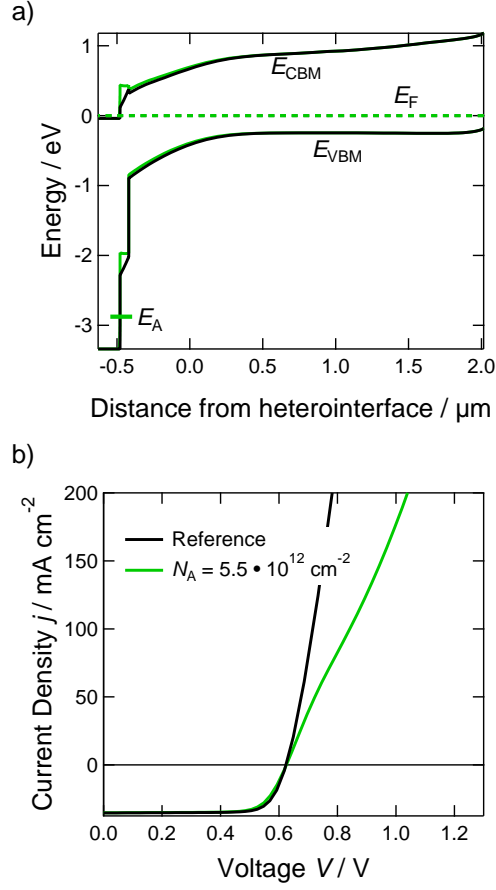 a)
1
0
-1
-2
-3
Energy / eV
E_CBM
E_F
E_VBM
E_A
-0.5 0.0 0.5 1.0 1.5 2.0
Distance from heterointerface / µm
b)
200
150
100
50
0
Current Density j / mA cm⁻²
Reference
N_A = 5.5 • 10¹² cm⁻²
0.0 0.2 0.4 0.6 0.8 1.0 1.2
Voltage V / V